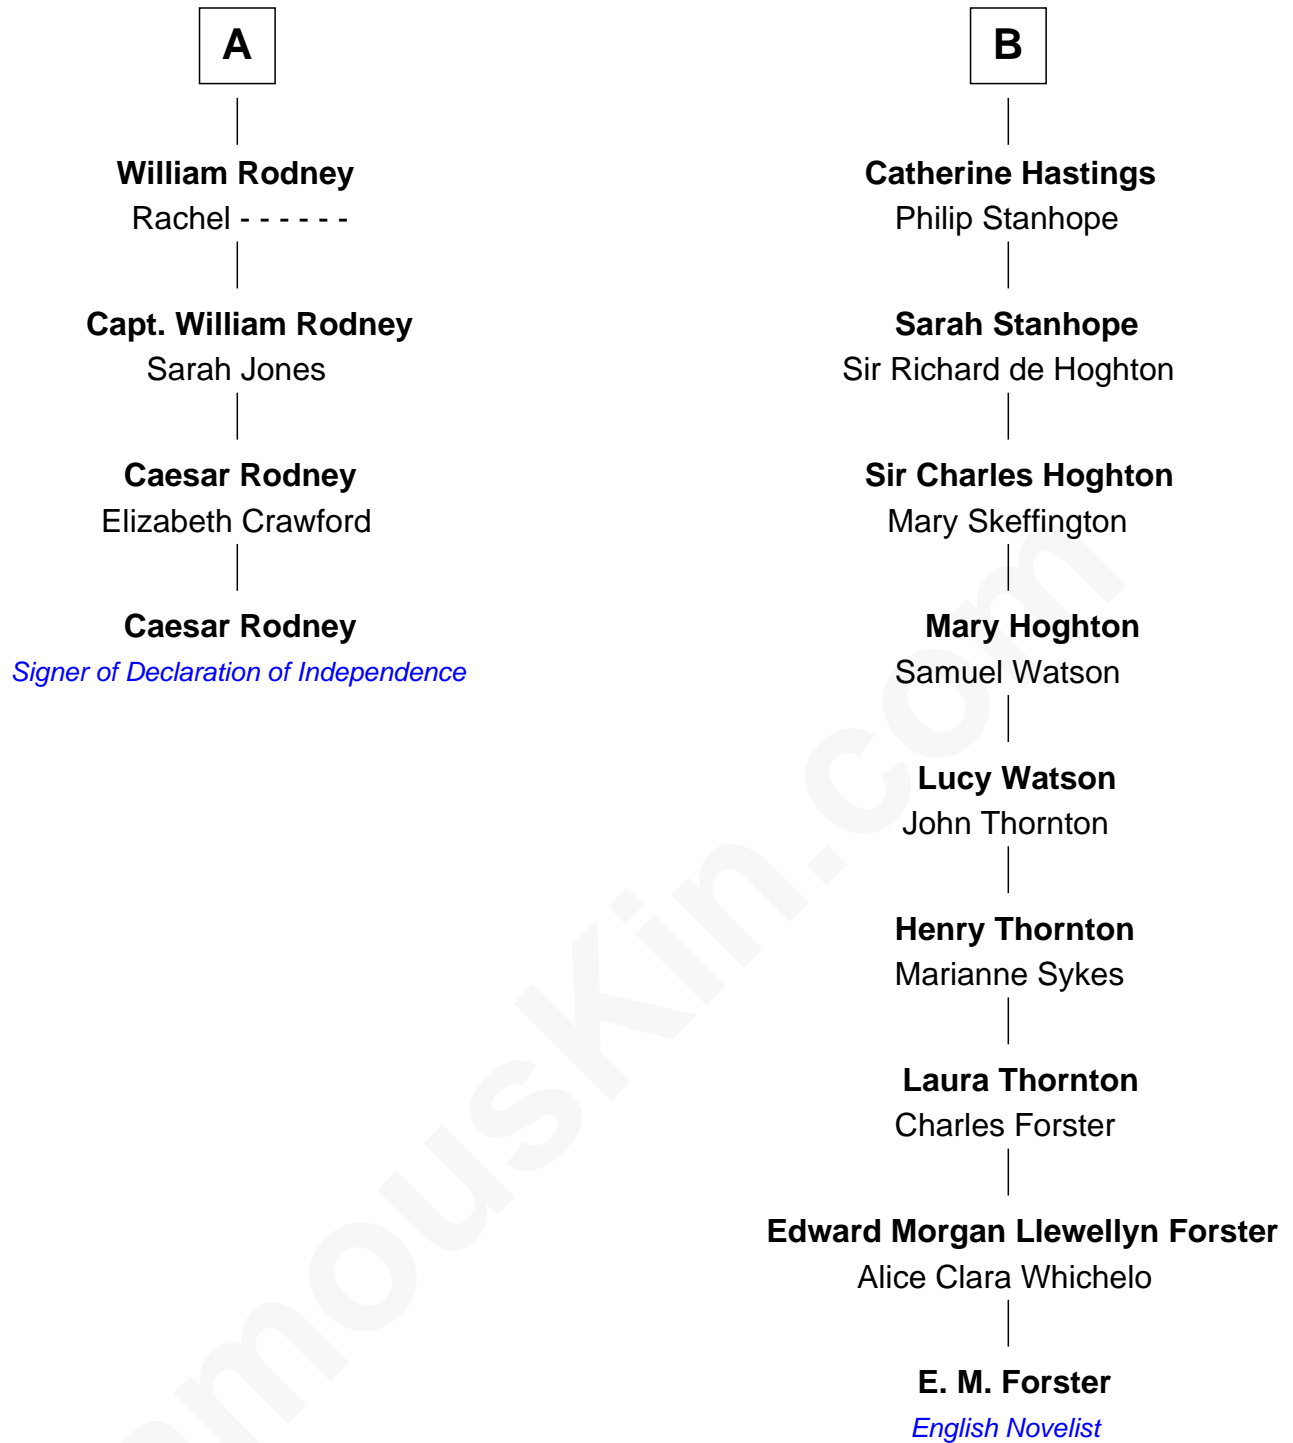 A
William Rodney
Rachel - - - - - -
Capt. William Rodney
Sarah Jones
Caesar Rodney
Elizabeth Crawford
Caesar Rodney
Signer of Declaration of Independence
B
Catherine Hastings
Philip Stanhope
Sarah Stanhope
Sir Richard de Hoghton
Sir Charles Hoghton
Mary Skeffington
Mary Hoghton
Samuel Watson
Lucy Watson
John Thornton
Henry Thornton
Marianne Sykes
Laura Thornton
Charles Forster
Edward Morgan Llewellyn Forster
Alice Clara Whichelo
E. M. Forster
English Novelist
amousKin.com